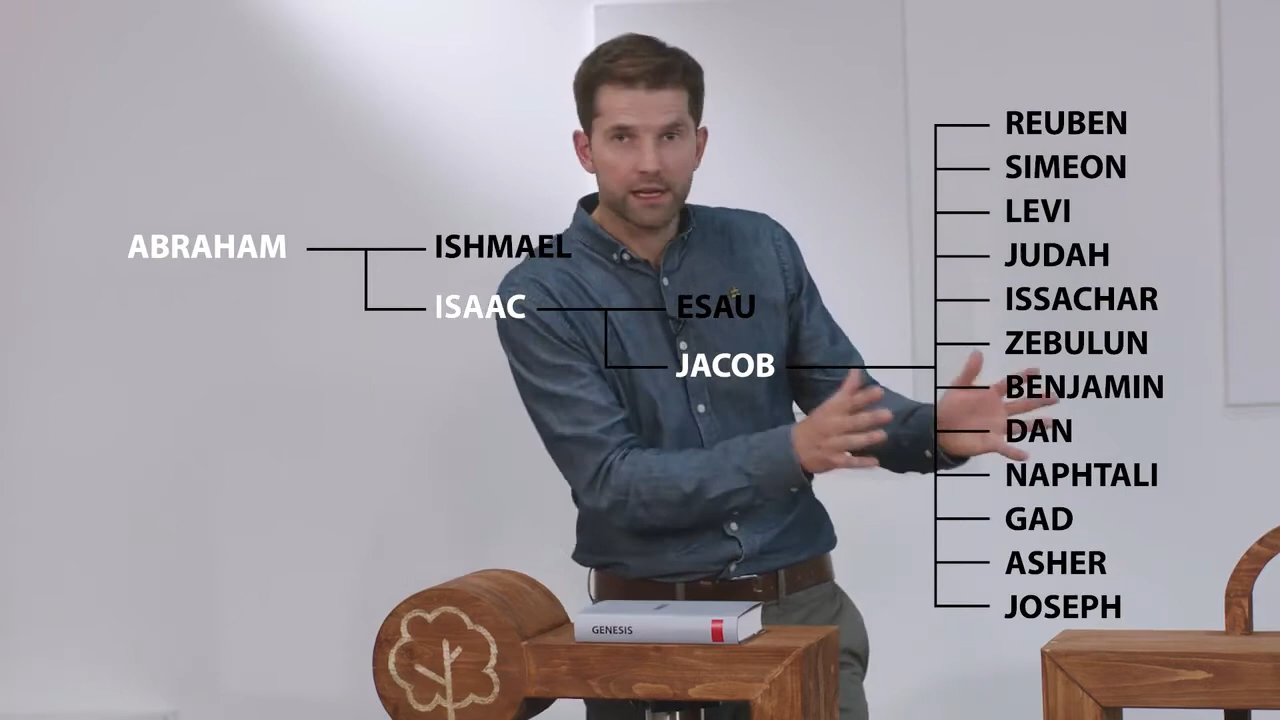 ABRAHAM
ISHMAEL
ISAAC
ESAU
JACOB
REUBEN
SIMEON
LEVI
JUDAH
ISSACHAR
ZEBULUN
BENJAMIN
DAN
NAPHTALI
GAD
ASHER
JOSEPH
GENESIS